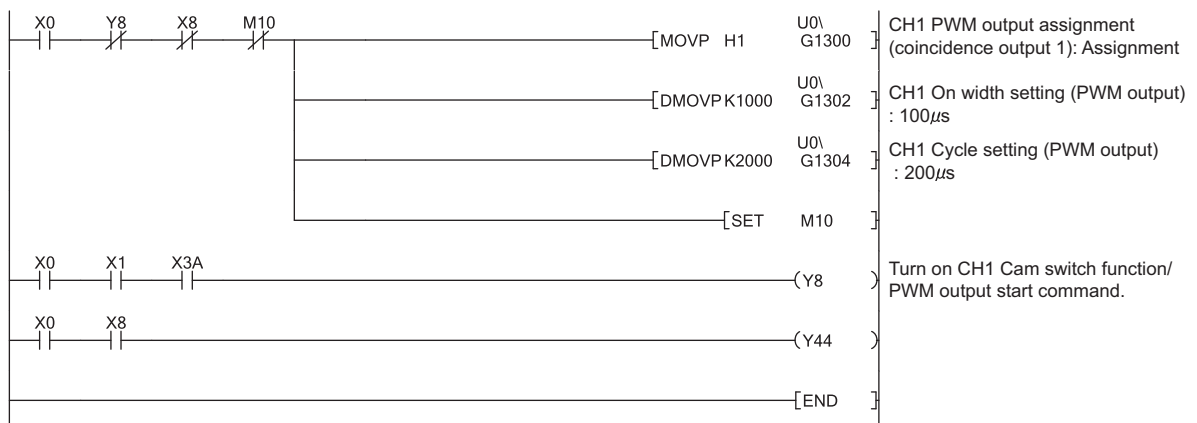 X0 Y8 X8 M10
[MOVP H1 U0\ G1300 ]
CH1 PWM output assignment
(coincidence output 1): Assignment
[DMOVP K1000 U0\ G1302 ]
CH1 On width setting (PWM output)
: 100μs
[DMOVP K2000 U0\ G1304 ]
CH1 Cycle setting (PWM output)
: 200μs
[SET M10 ]
X0 X1 X3A
(Y8 )
Turn on CH1 Cam switch function/
PWM output start command.
X0 X8
(Y44 )
[END ]